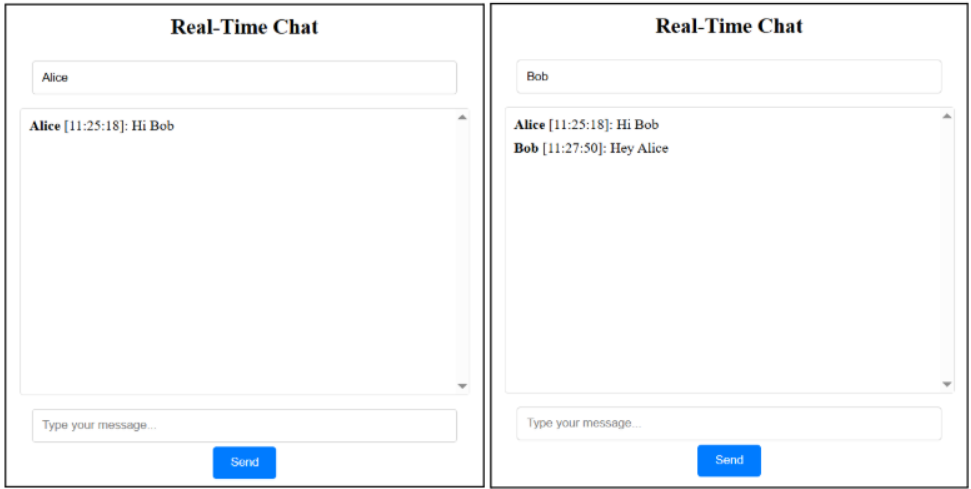 Real-Time Chat
Alice
Alice [11:25:18]: Hi Bob
Type your message...
Send
Real-Time Chat
Bob
Alice [11:25:18]: Hi Bob
Bob [11:27:50]: Hey Alice
Type your message...
Send